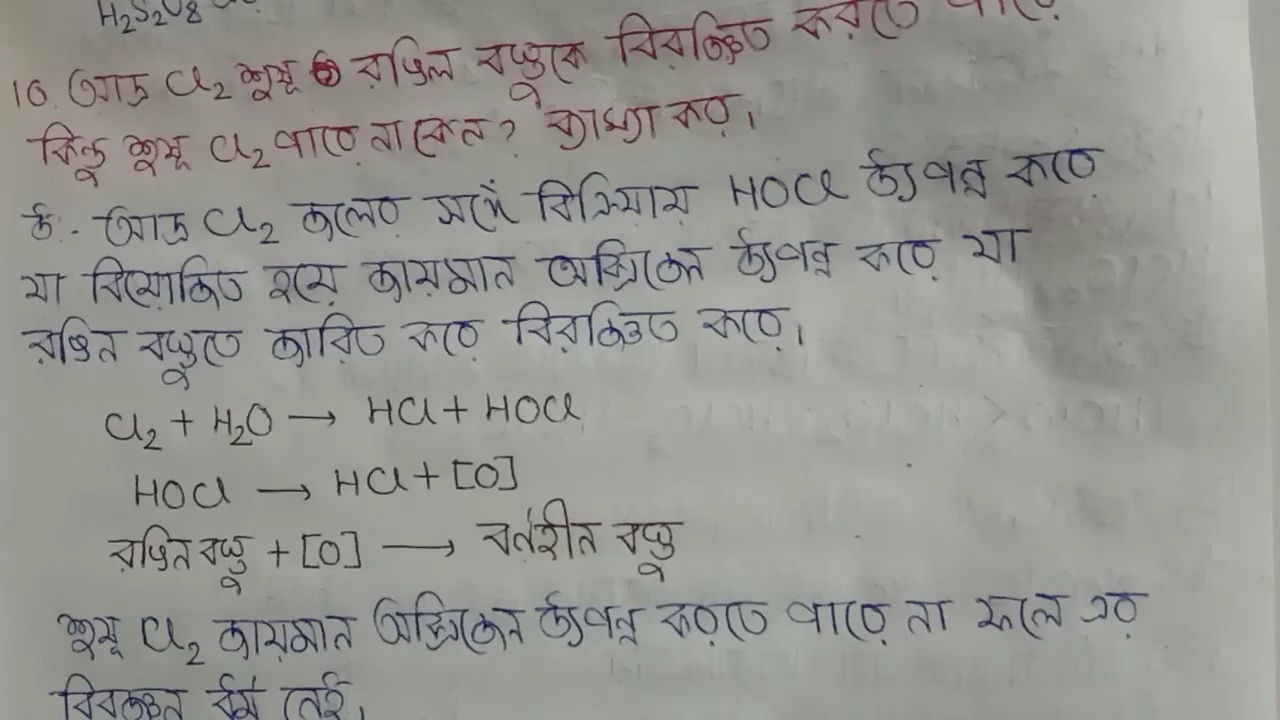 H₂S₂O₈
10. আদ্র Cl₂ শুষ্ক রঙিন বস্তুকে বিরঞ্জিত করতে পারে
কিন্তু শুষ্ক Cl₂ পারে না কেন? ব্যাখ্যা কর।
উঃ- আদ্র Cl₂ জলের সঙ্গে বিক্রিয়ায় HOCl উৎপন্ন করে
যা বিয়োজিত হয়ে জায়মান অক্সিজেন উৎপন্ন করে যা
রঙিন বস্তুতে জারিত করে বিরঞ্জিত করে।
Cl₂ + H₂O → HCl + HOCl
HOCl → HCl + [O]
রঙিন বস্তু + [O] → বর্ণহীন বস্তু
শুষ্ক Cl₂ জায়মান অক্সিজেন উৎপন্ন করতে পারে না ফলে এর
বিরঞ্জন ধর্ম নেই।